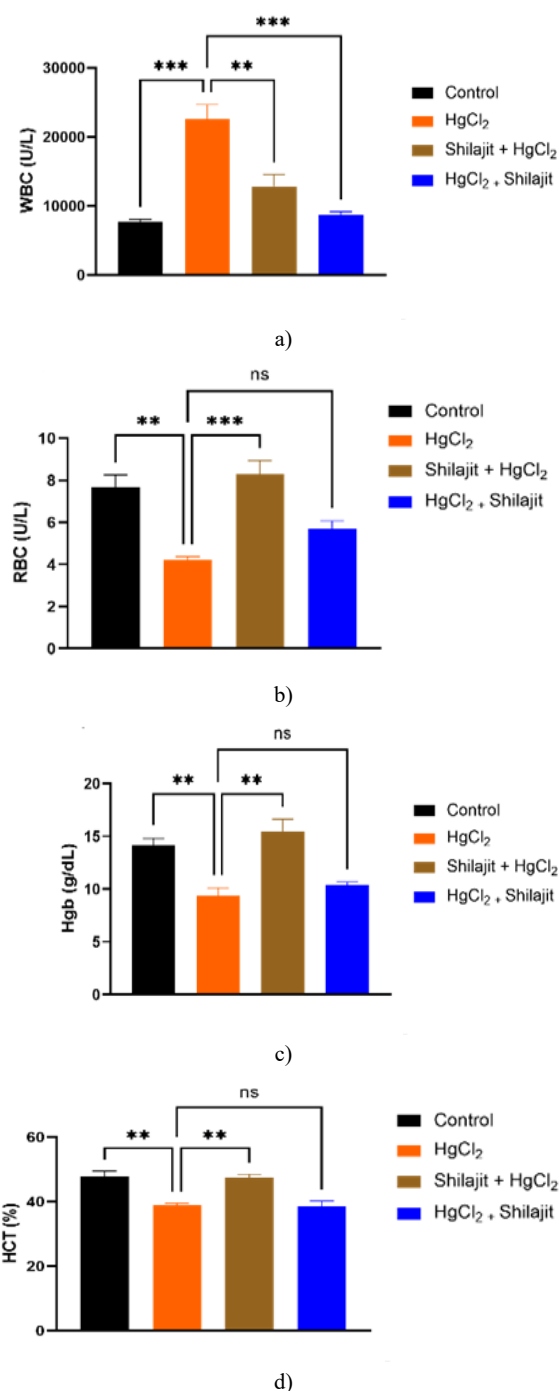 ***
*** **
30000
20000
10000
0
WBC (U/L)
Control
HgCl₂
Shilajit + HgCl₂
HgCl₂ + Shilajit
a)
ns
** ***
10
8
6
4
2
0
RBC (U/L)
Control
HgCl₂
Shilajit + HgCl₂
HgCl₂ + Shilajit
b)
ns
** **
20
15
10
5
0
Hgb (g/dL)
Control
HgCl₂
Shilajit + HgCl₂
HgCl₂ + Shilajit
c)
ns
** **
60
40
20
0
HCT (%)
Control
HgCl₂
Shilajit + HgCl₂
HgCl₂ + Shilajit
d)